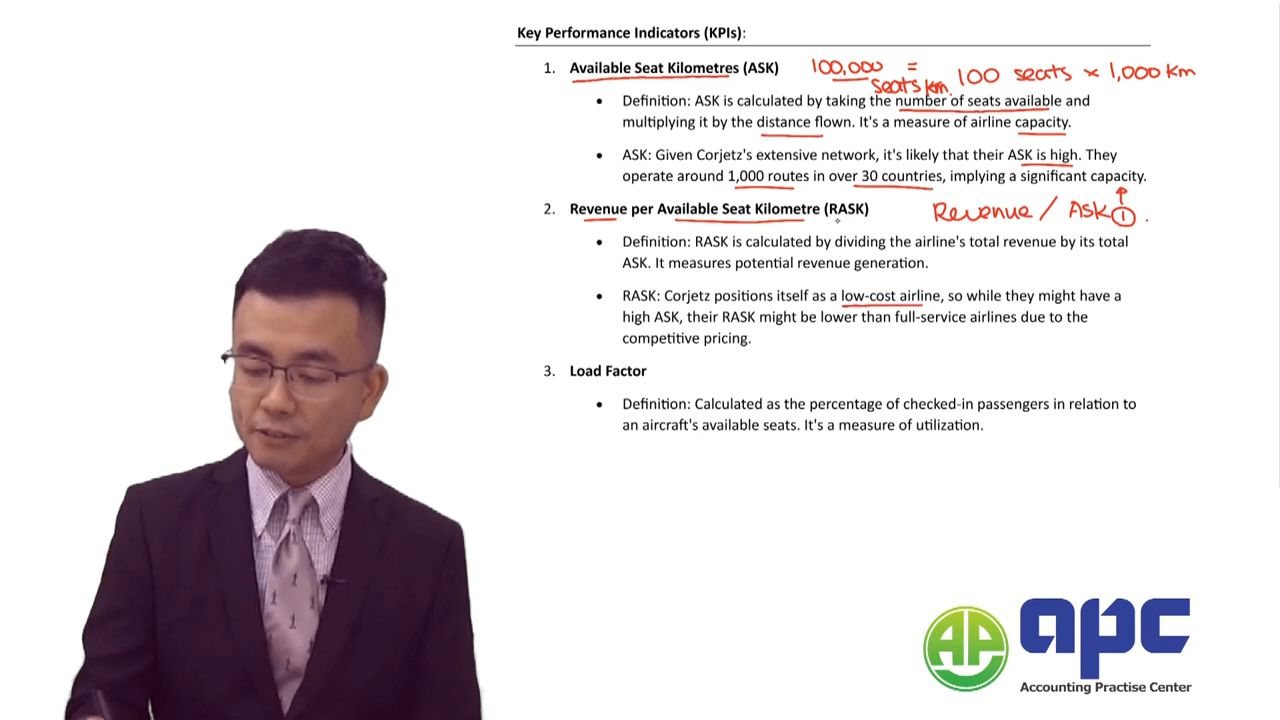 Key Performance Indicators (KPIs):
1. Available Seat Kilometres (ASK) 100,000 seats km = 100 seats × 1,000 km
• Definition: ASK is calculated by taking the number of seats available and
multiplying it by the distance flown. It's a measure of airline capacity.
• ASK: Given Corjetz's extensive network, it's likely that their ASK is high. They
operate around 1,000 routes in over 30 countries, implying a significant capacity.
2. Revenue per Available Seat Kilometre (RASK) Revenue / ASK ↑ ① .
• Definition: RASK is calculated by dividing the airline's total revenue by its total
ASK. It measures potential revenue generation.
• RASK: Corjetz positions itself as a low-cost airline, so while they might have a
high ASK, their RASK might be lower than full-service airlines due to the
competitive pricing.
3. Load Factor
• Definition: Calculated as the percentage of checked-in passengers in relation to
an aircraft's available seats. It's a measure of utilization.
AP
apc
Accounting Practise Center